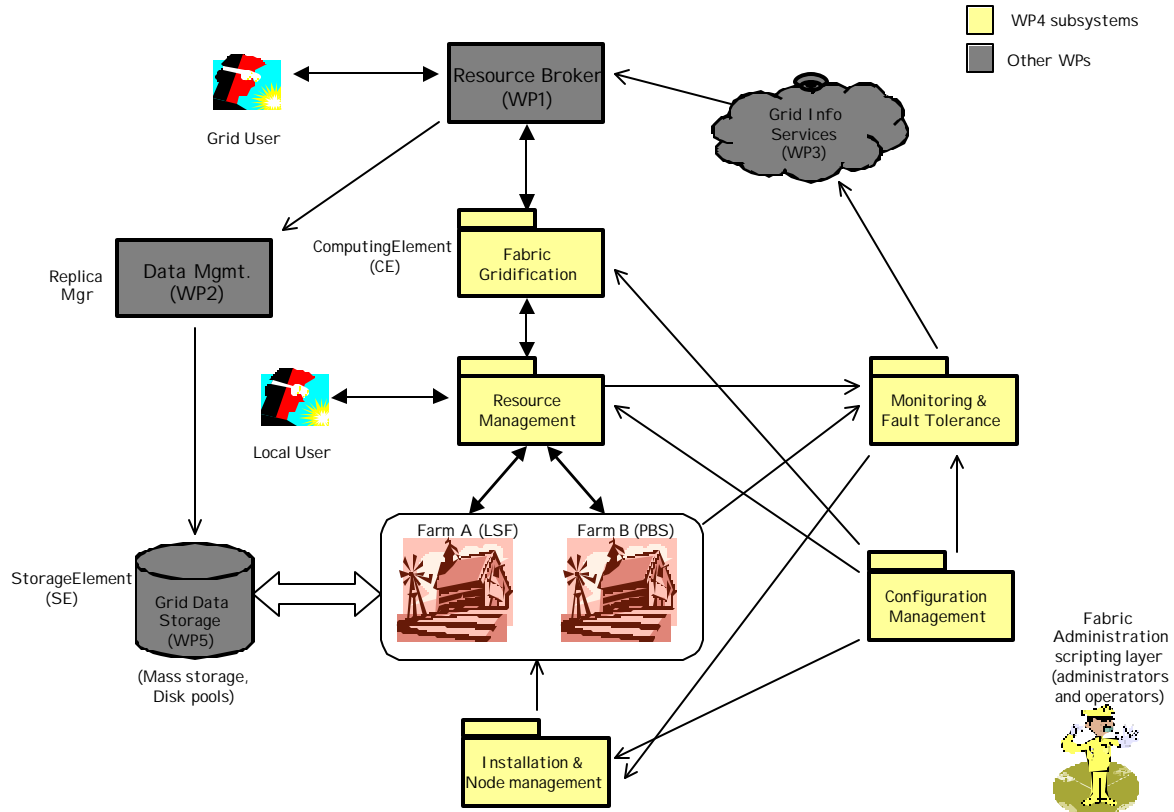 WP4 subsystems
Other WPs
Resource Broker
(WP1)
Grid Info
Services
(WP3)
Grid User
ComputingElement
(CE)
Fabric
Gridification
Replica
Mgr
Data Mgmt.
(WP2)
Resource
Management
Monitoring &
Fault Tolerance
Local User
Farm A (LSF)
Farm B (PBS)
StorageElement
(SE)
Grid Data
Storage
(WP5)
(Mass storage,
Disk pools)
Configuration
Management
Fabric
Administration
scripting layer
(administrators
and operators)
Installation &
Node management